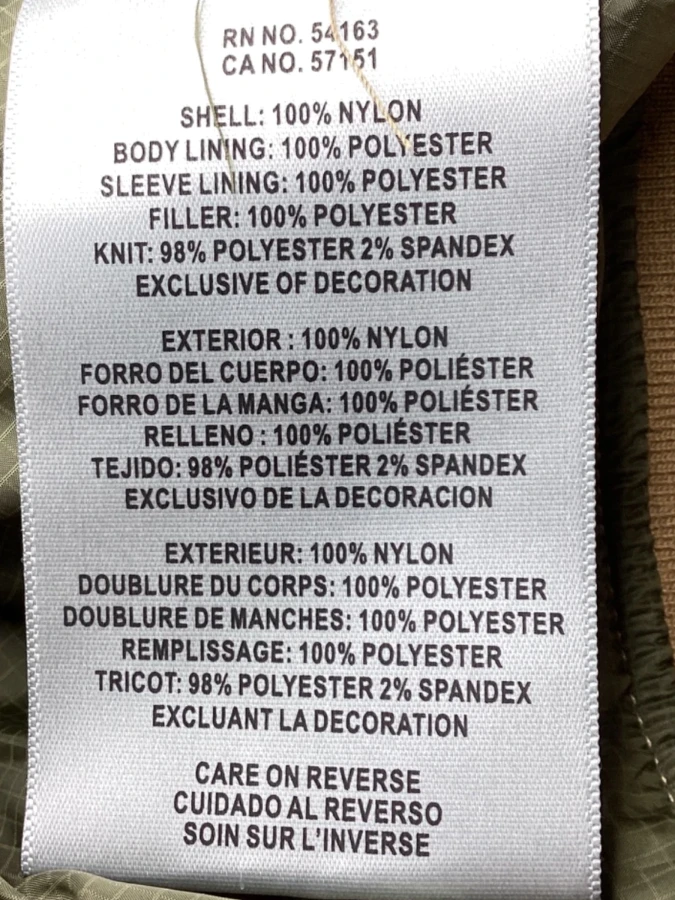 RN NO. 54163
CA NO. 57151
SHELL: 100% NYLON
BODY LINING: 100% POLYESTER
SLEEVE LINING: 100% POLYESTER
FILLER: 100% POLYESTER
KNIT: 98% POLYESTER 2% SPANDEX
EXCLUSIVE OF DECORATION
EXTERIOR : 100% NYLON
FORRO DEL CUERPO: 100% POLIÉSTER
FORRO DE LA MANGA: 100% POLIÉSTER
RELLENO : 100% POLIÉSTER
TEJIDO: 98% POLIÉSTER 2% SPANDEX
EXCLUSIVO DE LA DECORACION
EXTERIEUR: 100% NYLON
DOUBLURE DU CORPS: 100% POLYESTER
DOUBLURE DE MANCHES: 100% POLYESTER
REMPLISSAGE: 100% POLYESTER
TRICOT: 98% POLYESTER 2% SPANDEX
EXCLUANT LA DECORATION
CARE ON REVERSE
CUIDADO AL REVERSO
SOIN SUR L'INVERSE